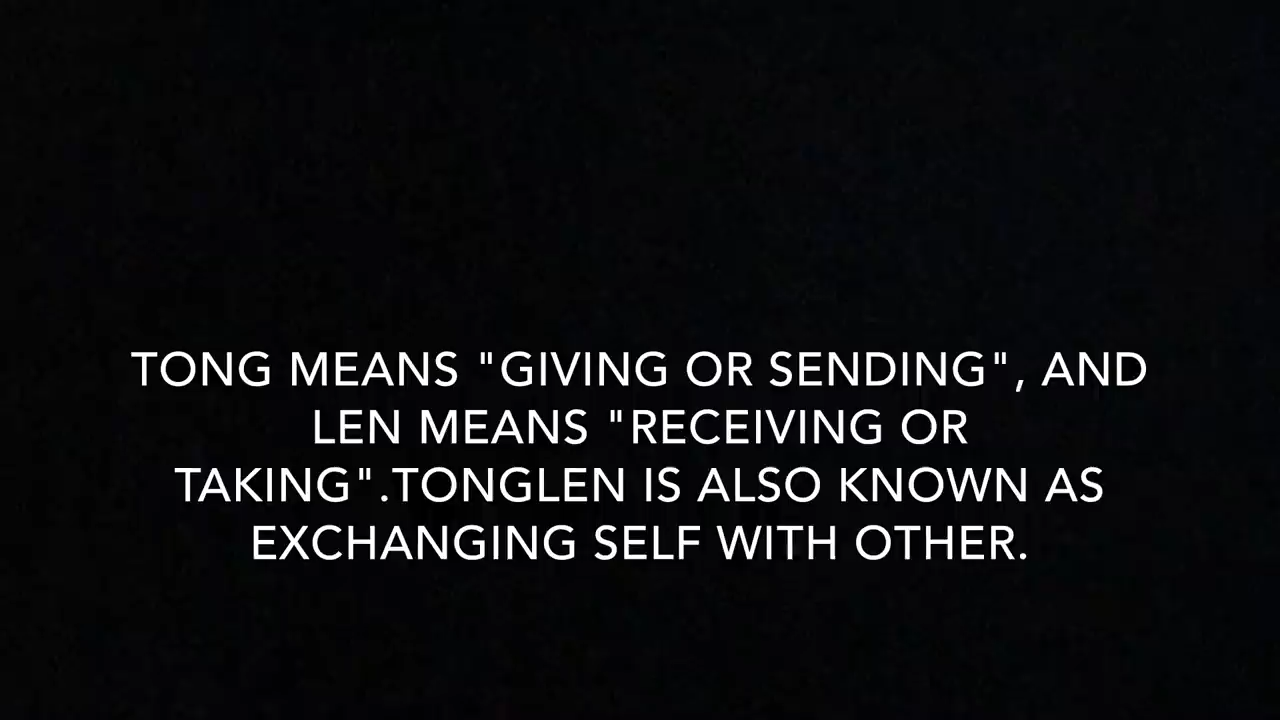 TONG MEANS "GIVING OR SENDING", AND
LEN MEANS "RECEIVING OR
TAKING".TONGLEN IS ALSO KNOWN AS
EXCHANGING SELF WITH OTHER.